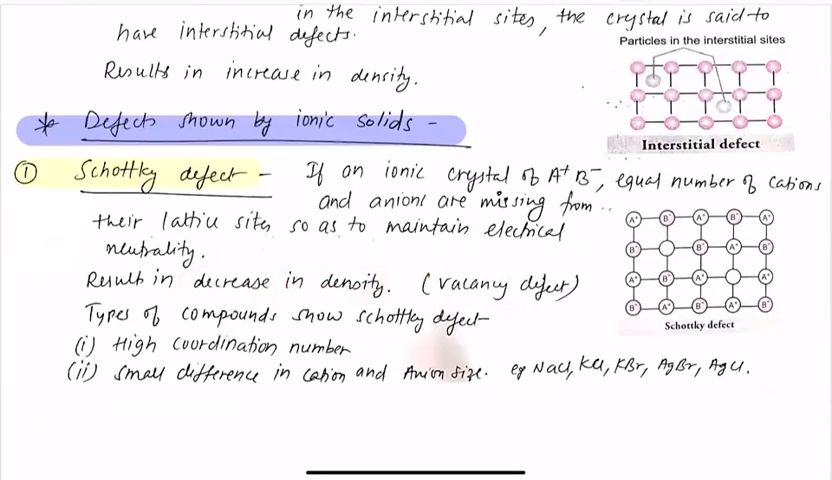 in the interstitial sites, the crystal is said to
have interstitial defects.
Particles in the interstitial sites
Results in increase in density.
Interstitial defect
* Defects shown by ionic solids -
① Schottky defect - If an ionic crystal of A⁺ B⁻, equal number of cations
and anions are missing from ..
their lattice sites so as to maintain electrical
neutrality.
Result in decrease in density. (vacancy defect)
Types of compounds show schottky defect
(i) High coordination number
(ii) small difference in cation and Anion size. eg NaCl, KCl, KBr, AgBr, AgCl.
A⁺ B⁻ A⁺ B⁻ A⁺
B⁻ B⁻ A⁺ B⁻
A⁺ B⁻ A⁺ A⁺
B⁻ A⁺ B⁻ A⁺ B⁻
Schottky defect